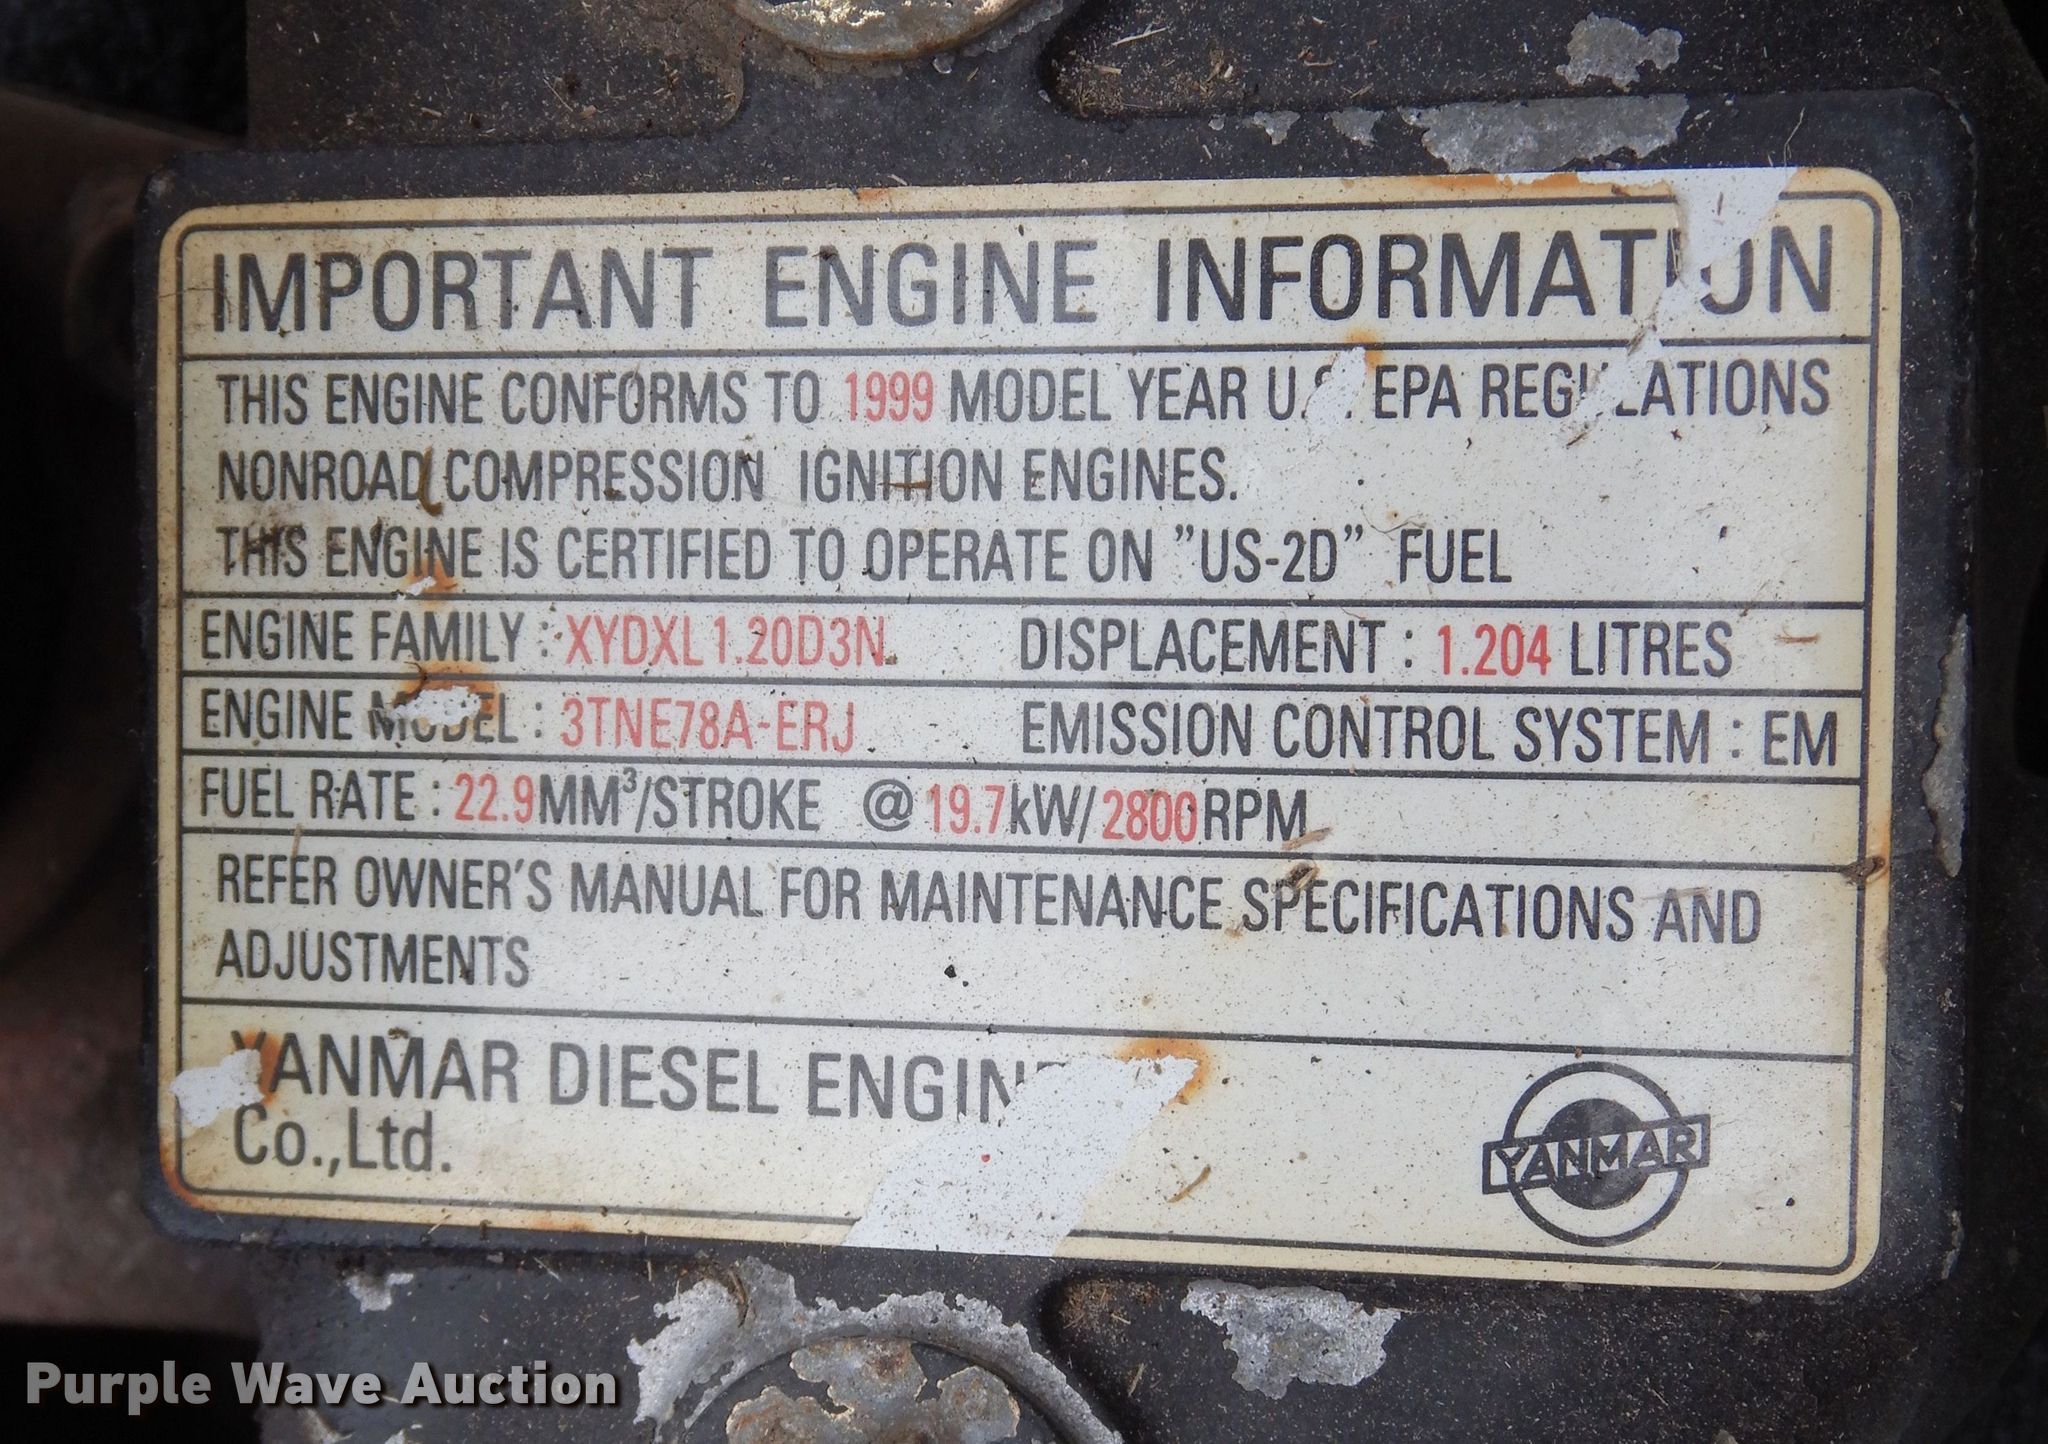 IMPORTANT ENGINE INFORMATION
THIS ENGINE CONFORMS TO 1999 MODEL YEAR U.S. EPA REGULATIONS
NONROAD COMPRESSION IGNITION ENGINES.
THIS ENGINE IS CERTIFIED TO OPERATE ON "US-2D" FUEL
ENGINE FAMILY : XYDXL1.20D3N DISPLACEMENT : 1.204 LITRES
ENGINE MODEL : 3TNE78A-ERJ EMISSION CONTROL SYSTEM : EM
FUEL RATE : 22.9MM³/STROKE @ 19.7kW/2800RPM
REFER OWNER'S MANUAL FOR MAINTENANCE SPECIFICATIONS AND
ADJUSTMENTS
YANMAR DIESEL ENGINE
Co.,Ltd.
YANMAR
Purple Wave Auction